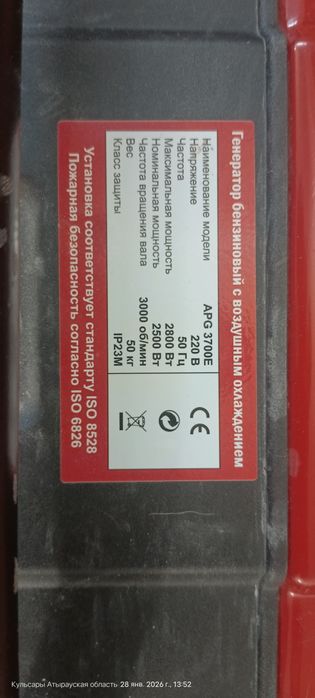 Генератор бензиновый с воздушным охлаждением
Наименование модели APG 3700E
Напряжение 220 В
Частота 50 Гц
Максимальная мощность 2800 Вт
Номинальная мощность 2500 Вт
Частота вращения вала 3000 об/мин
Вес 50 кг
Класс защиты IP23M
CE
Установка соответствует стандарту ISO 8528
Пожарная безопасность согласно ISO 6826
Кульсары Атырауская область 28 янв. 2026 г., 13:52